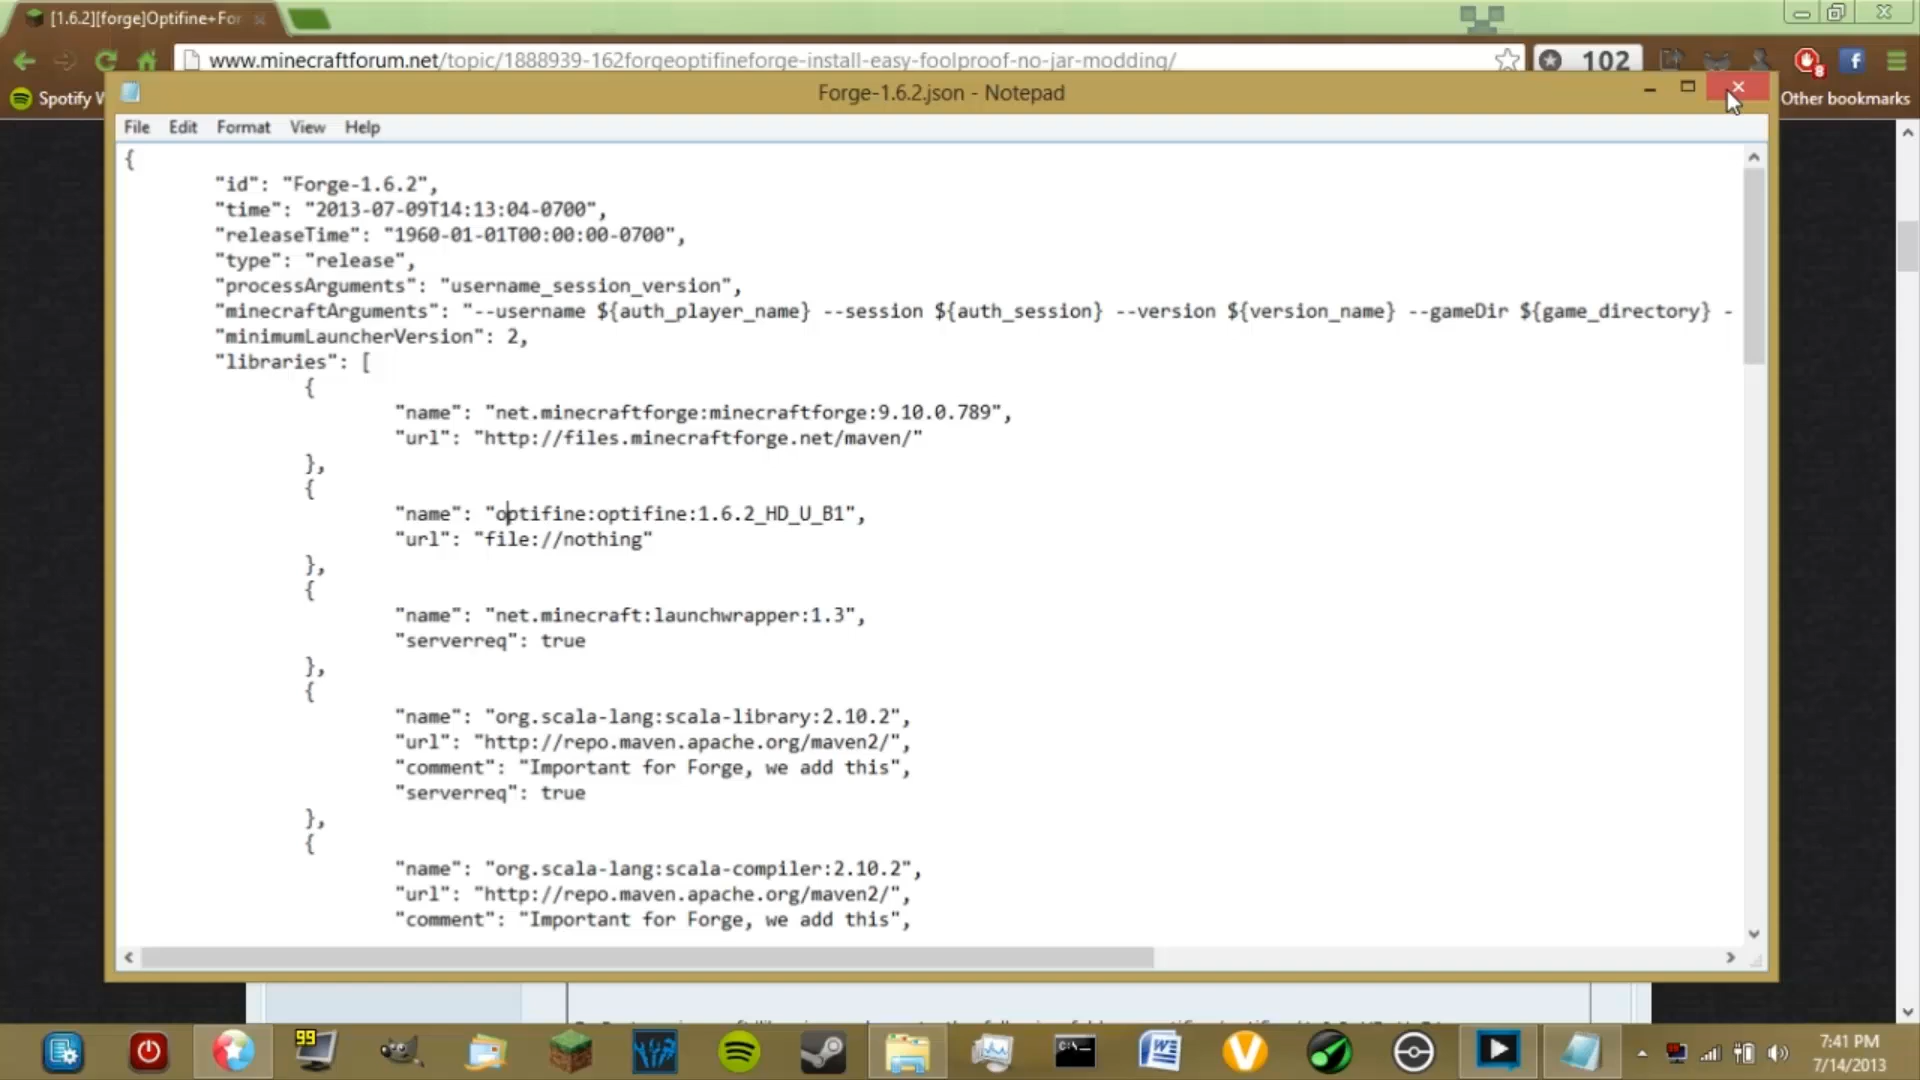 [1.6.2][forge]Optifine+For
www.minecraftforum.net/topic/1888939-162forgeoptifineforge-install-easy-foolproof-no-jar-modding/
102
8
f
Spotify W
Other bookmarks
Forge-1.6.2.json - Notepad
File Edit Format View Help
{
"id": "Forge-1.6.2",
"time": "2013-07-09T14:13:04-0700",
"releaseTime": "1960-01-01T00:00:00-0700",
"type": "release",
"processArguments": "username_session_version",
"minecraftArguments": "--username ${auth_player_name} --session ${auth_session} --version ${version_name} --gameDir ${game_directory} -
"minimumLauncherVersion": 2,
"libraries": [
{
"name": "net.minecraftforge:minecraftforge:9.10.0.789",
"url": "http://files.minecraftforge.net/maven/"
},
{
"name": "optifine:optifine:1.6.2_HD_U_B1",
"url": "file://nothing"
},
{
"name": "net.minecraft:launchwrapper:1.3",
"serverreq": true
},
{
"name": "org.scala-lang:scala-library:2.10.2",
"url": "http://repo.maven.apache.org/maven2/",
"comment": "Important for Forge, we add this",
"serverreq": true
},
{
"name": "org.scala-lang:scala-compiler:2.10.2",
"url": "http://repo.maven.apache.org/maven2/",
"comment": "Important for Forge, we add this",
99
7:41 PM
7/14/2013